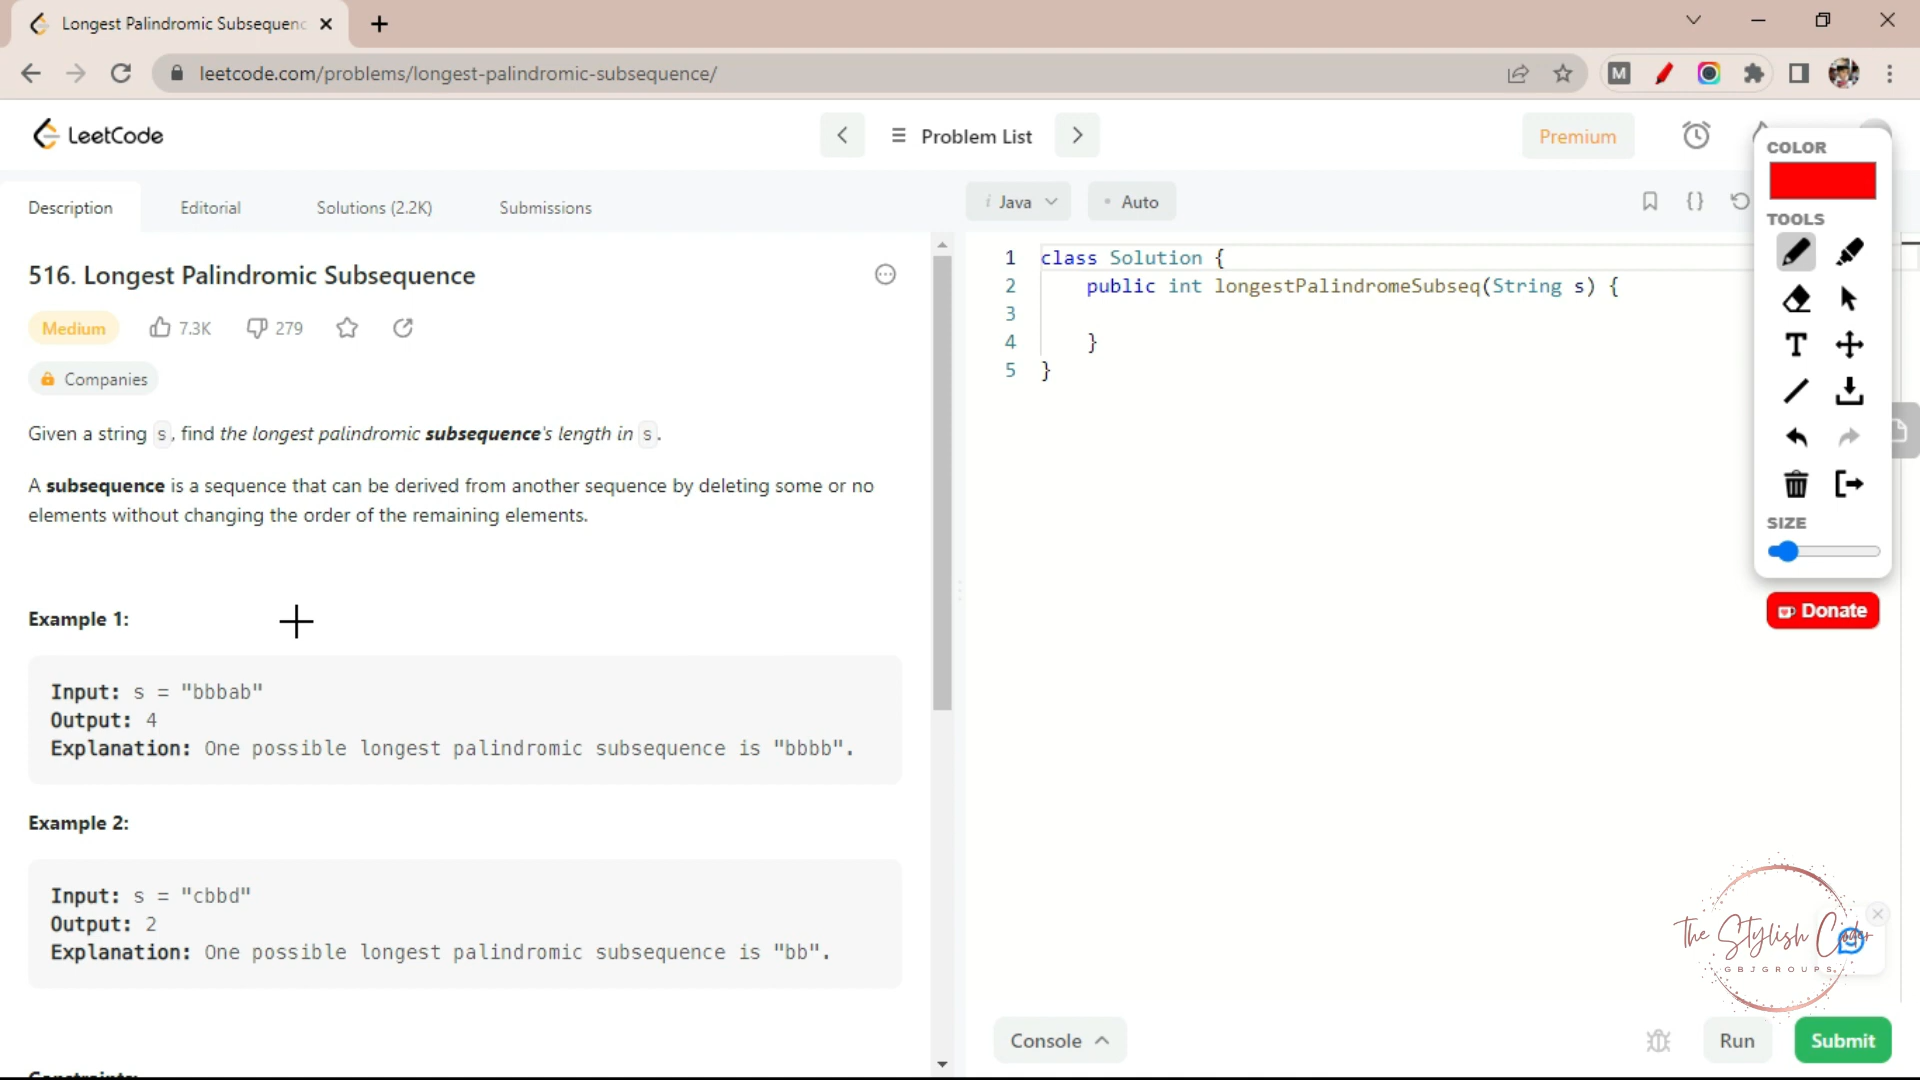 Longest Palindromic Subsequenc
leetcode.com/problems/longest-palindromic-subsequence/
M
LeetCode
Problem List
Premium
Description
Editorial
Solutions (2.2K)
Submissions
i Java
Auto
{}
516. Longest Palindromic Subsequence
Medium
7.3K
279
Companies
Given a string s, find the longest palindromic subsequence's length in s.
A subsequence is a sequence that can be derived from another sequence by deleting some or no
elements without changing the order of the remaining elements.
Example 1:
Input: s = "bbbab"
Output: 4
Explanation: One possible longest palindromic subsequence is "bbbb".
Example 2:
Input: s = "cbbd"
Output: 2
Explanation: One possible longest palindromic subsequence is "bb".
Constraints:
1 class Solution {
2 public int longestPalindromeSubseq(String s) {
3
4 }
5 }
COLOR
TOOLS
T
SIZE
Donate
The Stylish Coder
GBJGROUPS
Console
Run
Submit